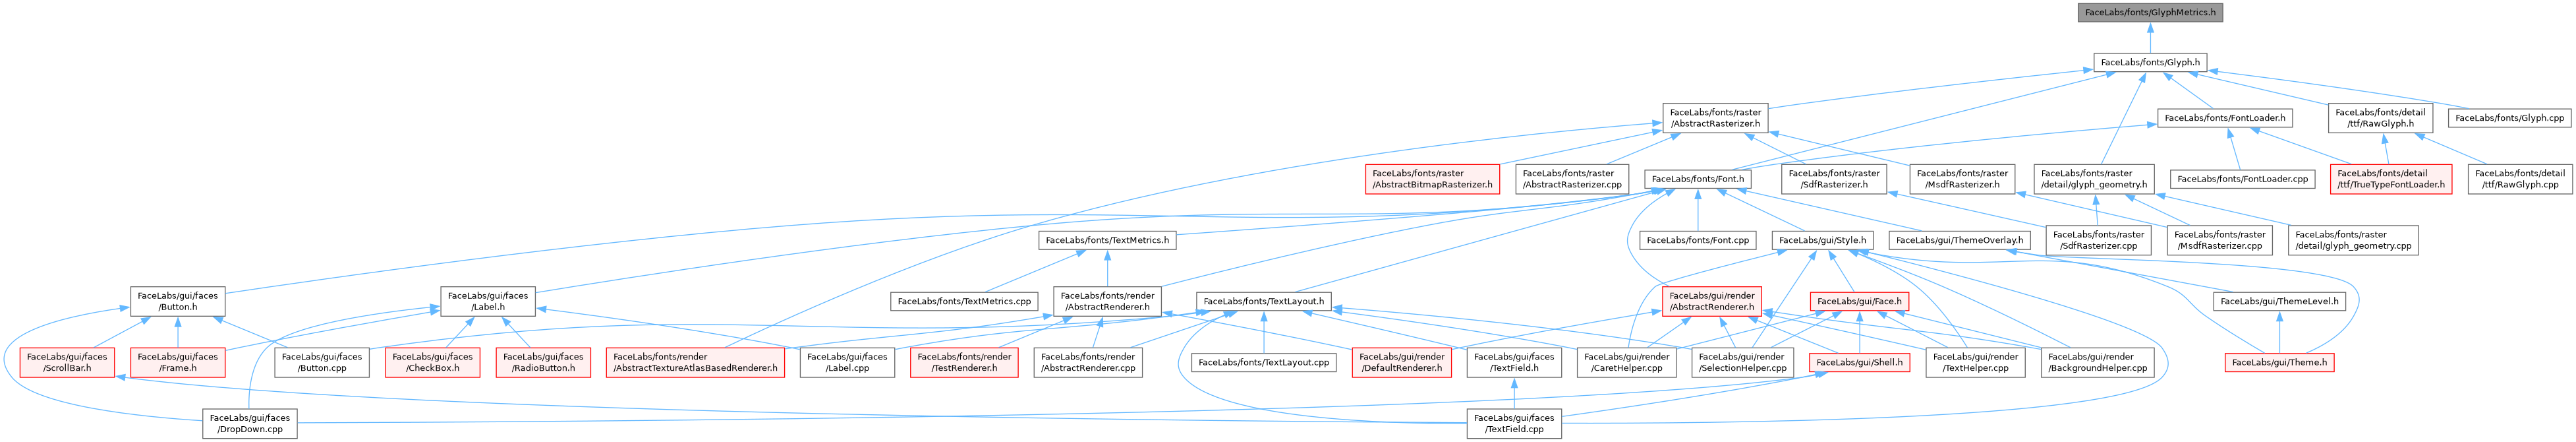 FaceLabs/fonts/GlyphMetrics.h
FaceLabs/fonts/Glyph.h
FaceLabs/fonts/raster
/AbstractRasterizer.h
FaceLabs/fonts/FontLoader.h
FaceLabs/fonts/detail
/ttf/RawGlyph.h
FaceLabs/fonts/Glyph.cpp
FaceLabs/fonts/raster
/AbstractBitmapRasterizer.h
FaceLabs/fonts/raster
/AbstractRasterizer.cpp
FaceLabs/fonts/Font.h
FaceLabs/fonts/raster
/SdfRasterizer.h
FaceLabs/fonts/raster
/MsdfRasterizer.h
FaceLabs/fonts/raster
/detail/glyph_geometry.h
FaceLabs/fonts/FontLoader.cpp
FaceLabs/fonts/detail
/ttf/TrueTypeFontLoader.h
FaceLabs/fonts/detail
/ttf/RawGlyph.cpp
FaceLabs/fonts/TextMetrics.h
FaceLabs/fonts/Font.cpp
FaceLabs/gui/Style.h
FaceLabs/gui/ThemeOverlay.h
FaceLabs/fonts/raster
/SdfRasterizer.cpp
FaceLabs/fonts/raster
/MsdfRasterizer.cpp
FaceLabs/fonts/raster
/detail/glyph_geometry.cpp
FaceLabs/gui/faces
/Button.h
FaceLabs/gui/faces
/Label.h
FaceLabs/fonts/TextMetrics.cpp
FaceLabs/fonts/render
/AbstractRenderer.h
FaceLabs/fonts/TextLayout.h
FaceLabs/gui/render
/AbstractRenderer.h
FaceLabs/gui/Face.h
FaceLabs/gui/ThemeLevel.h
FaceLabs/gui/faces
/ScrollBar.h
FaceLabs/gui/faces
/Frame.h
FaceLabs/gui/faces
/Button.cpp
FaceLabs/gui/faces
/CheckBox.h
FaceLabs/gui/faces
/RadioButton.h
FaceLabs/fonts/render
/AbstractTextureAtlasBasedRenderer.h
FaceLabs/gui/faces
/Label.cpp
FaceLabs/fonts/render
/TestRenderer.h
FaceLabs/fonts/render
/AbstractRenderer.cpp
FaceLabs/fonts/TextLayout.cpp
FaceLabs/gui/render
/DefaultRenderer.h
FaceLabs/gui/faces
/TextField.h
FaceLabs/gui/render
/CaretHelper.cpp
FaceLabs/gui/render
/SelectionHelper.cpp
FaceLabs/gui/Shell.h
FaceLabs/gui/render
/TextHelper.cpp
FaceLabs/gui/render
/BackgroundHelper.cpp
FaceLabs/gui/Theme.h
FaceLabs/gui/faces
/DropDown.cpp
FaceLabs/gui/faces
/TextField.cpp